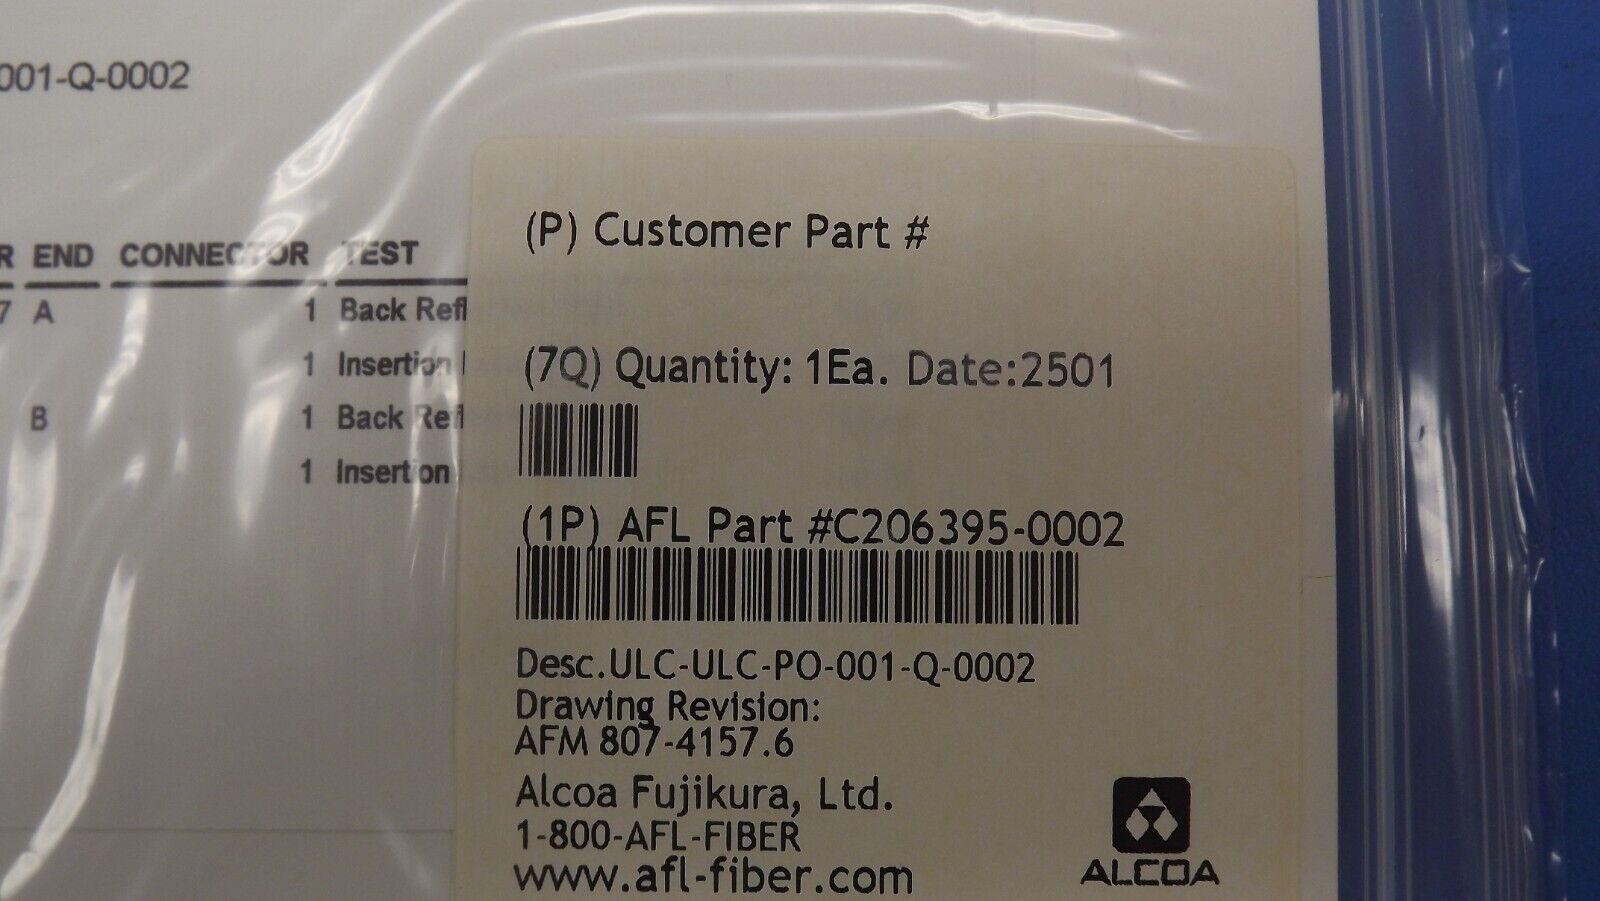 001-Q-0002
R END CONNECTOR TEST
7 A 1 Back Refl
1 Insertion
B 1 Back Refl
1 Insertion
(P) Customer Part #
(7Q) Quantity: 1Ea. Date:2501
(1P) AFL Part #C206395-0002
Desc.ULC-ULC-PO-001-Q-0002
Drawing Revision:
AFM 807-4157.6
Alcoa Fujikura, Ltd.
1-800-AFL-FIBER
www.afl-fiber.com
ALCOA